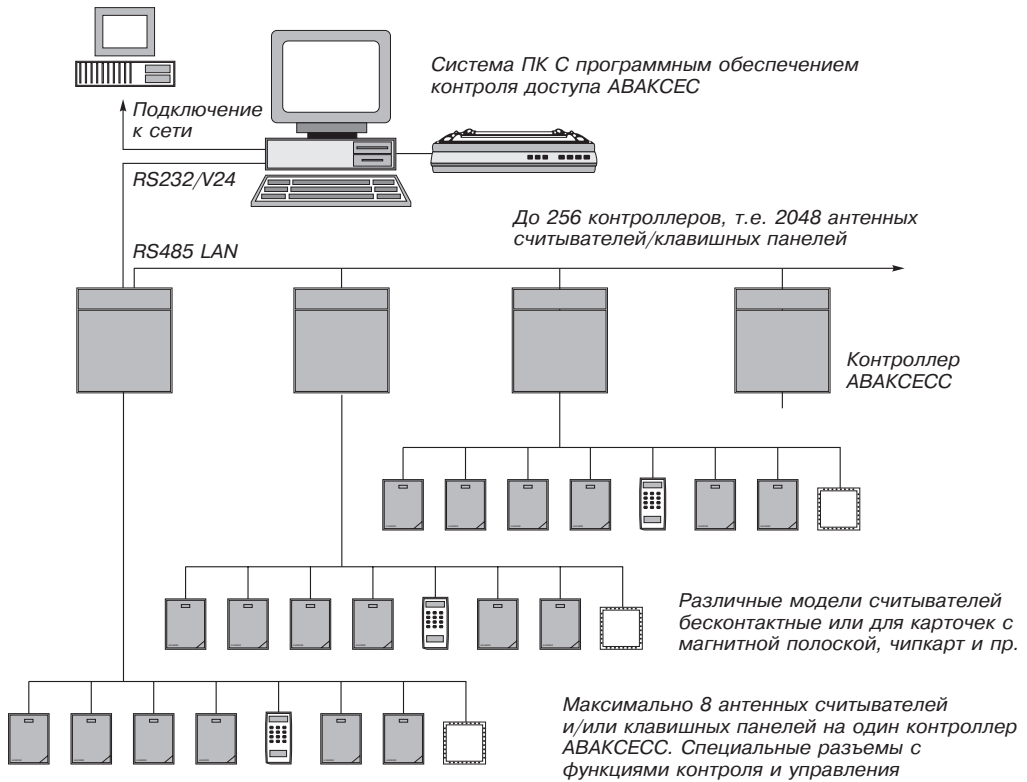 Система ПК С программным обеспечением
контроля доступа АВАКСЕС
Подключение
к сети
RS232/V24
До 256 контроллеров, т.е. 2048 антенных
считывателей/клавишных панелей
RS485 LAN
Контроллер
АВАКСЕСС
Различные модели считывателей
бесконтактные или для карточек с
магнитной полоской, чипкарт и пр.
Максимально 8 антенных считывателей
и/или клавишных панелей на один контроллер
АВАКСЕСС. Специальные разъемы с
функциями контроля и управления